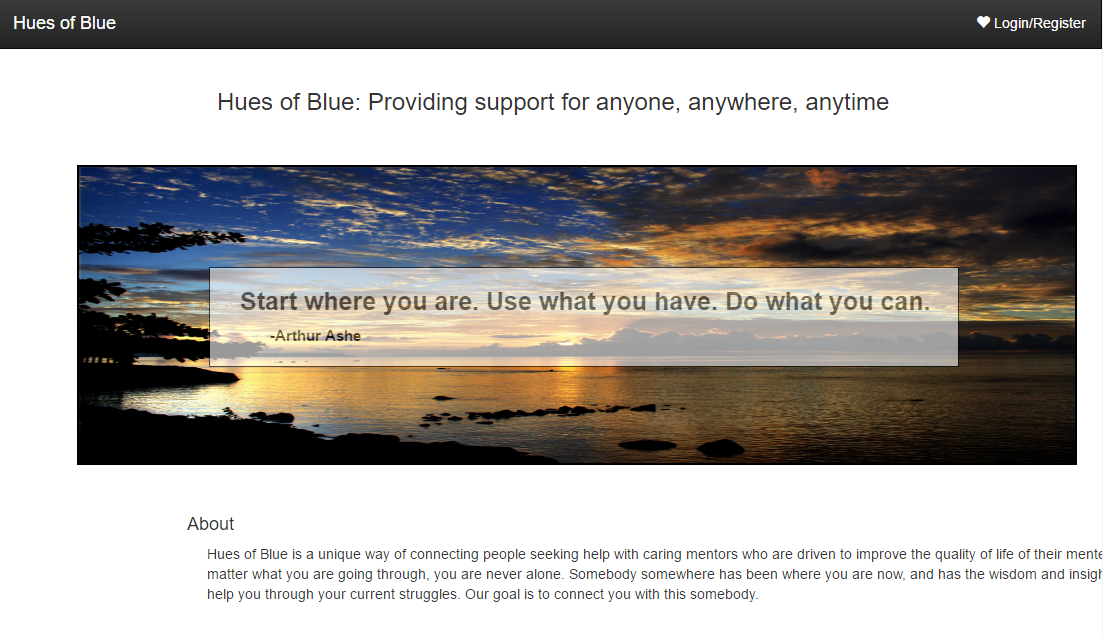 Hues of Blue
Login/Register
Hues of Blue: Providing support for anyone, anywhere, anytime
Start where you are. Use what you have. Do what you can.
-Arthur Ashe
About
Hues of Blue is a unique way of connecting people seeking help with caring mentors who are driven to improve the quality of life of their
matter what you are going through, you are never alone. Somebody somewhere has been where you are now, and has the wisdom and
help you through your current struggles. Our goal is to connect you with this somebody.